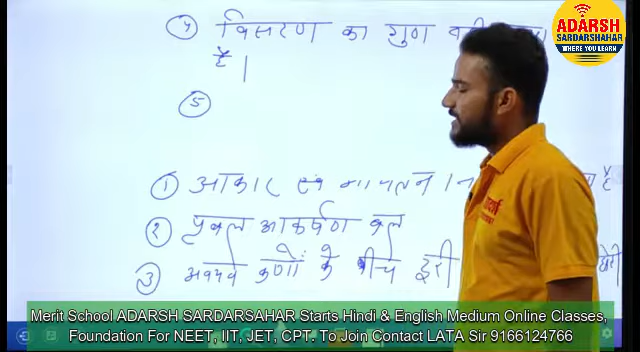 ④ विसरण का गुण
है।
⑤
① आकार एवं आयतन
② प्रबल आकर्षण बल
③ अवयवी कणों के बीच दूरी
ADARSH
SARDARSHAHAR
WHERE YOU LEARN
Merit School ADARSH SARDARSAHAR Starts Hindi & English Medium Online Classes,
Foundation For NEET, IIT, JET, CPT. To Join Contact LATA Sir 9166124766